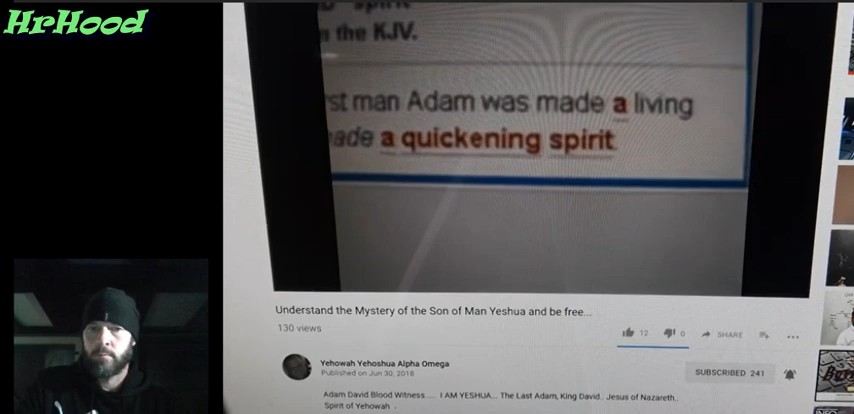 HrHood
n the KJV.
st man Adam was made a living
ade a quickening spirit
Understand the Mystery of the Son of Man Yeshua and be free...
130 views
12
0
SHARE
Yehowah Yehoshua Alpha Omega
Published on Jun 30, 2018
SUBSCRIBED 241
Adam David Blood Witness..... I AM YESHUA... The Last Adam, King David.. Jesus of Nazareth..
Spirit of Yehowah .